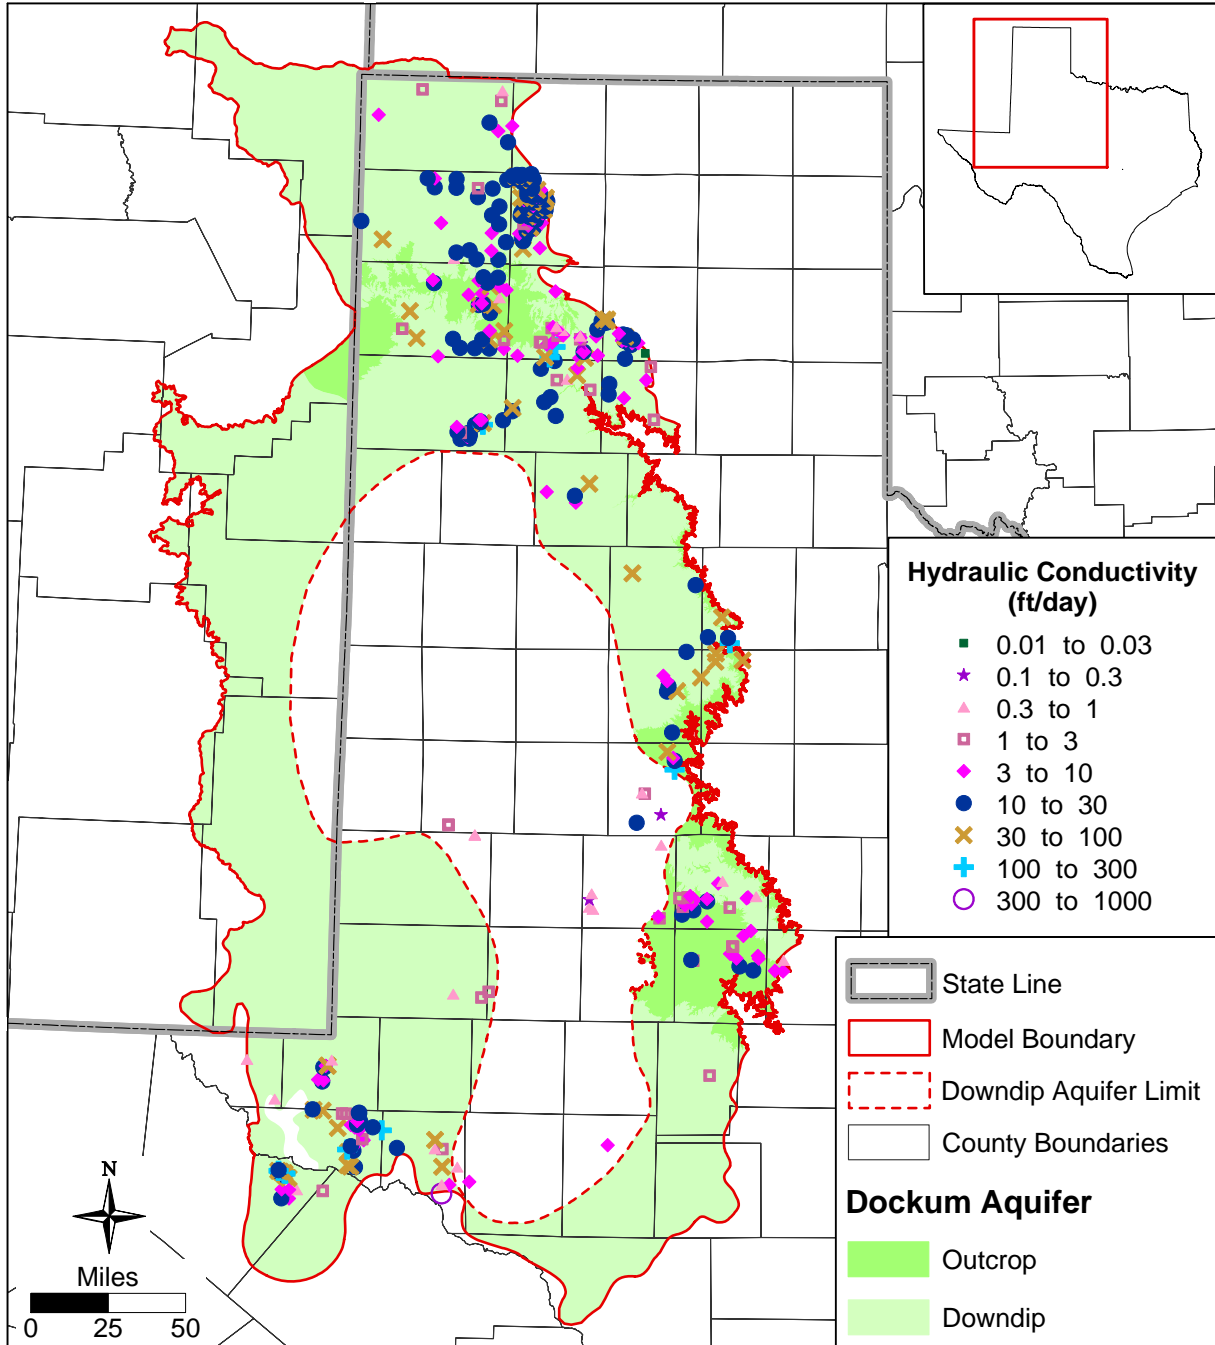 Hydraulic Conductivity
(ft/day)
0.01 to 0.03
0.1 to 0.3
0.3 to 1
1 to 3
3 to 10
10 to 30
30 to 100
100 to 300
300 to 1000
State Line
Model Boundary
Downdip Aquifer Limit
County Boundaries
Dockum Aquifer
Outcrop
Downdip
N
Miles
0 25 50